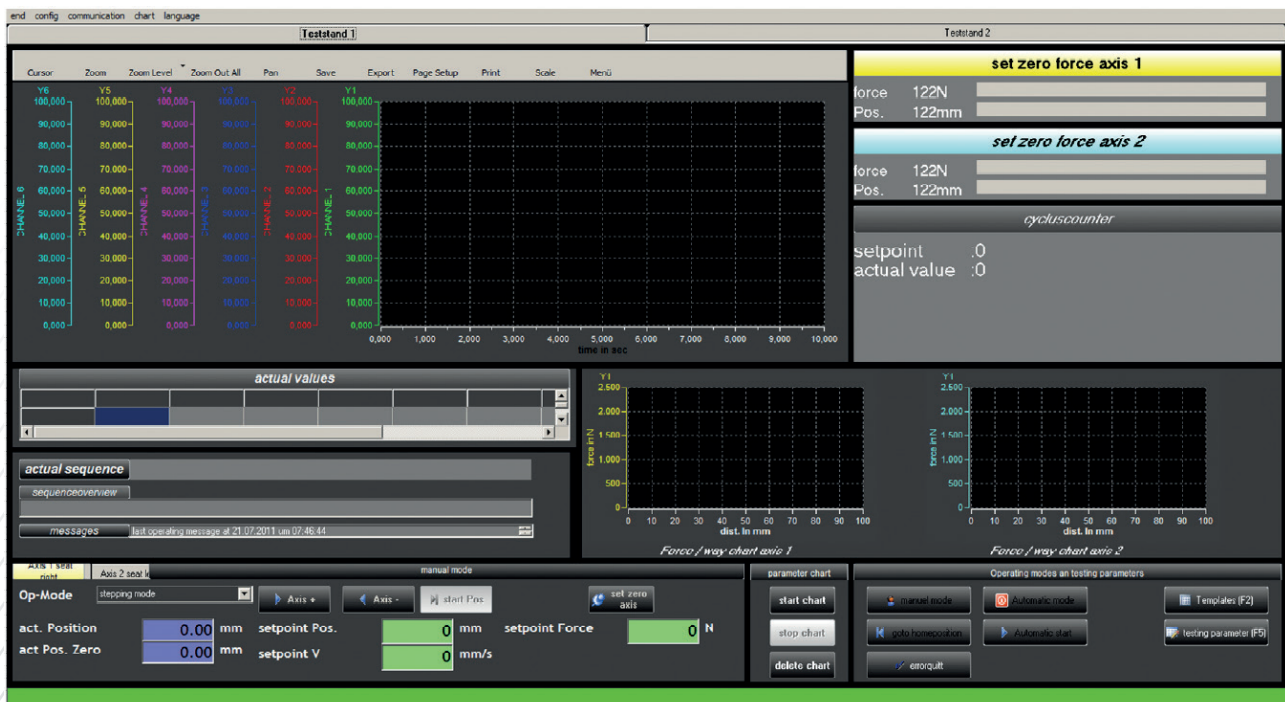 end config communication chart language
Teststand 1 Teststand 2
Cursor Zoom Zoom Level Zoom Out All Pan Save Export Page Setup Print Scale Menü
Y6 Y5 Y4 Y3 Y2 Y1
100,000 100,000 100,000 100,000 100,000 100,000
90,000 90,000 90,000 90,000 90,000 90,000
80,000 80,000 80,000 80,000 80,000 80,000
70,000 70,000 70,000 70,000 70,000 70,000
60,000 60,000 60,000 60,000 60,000 60,000
50,000 50,000 50,000 50,000 50,000 50,000
40,000 40,000 40,000 40,000 40,000 40,000
30,000 30,000 30,000 30,000 30,000 30,000
20,000 20,000 20,000 20,000 20,000 20,000
10,000 10,000 10,000 10,000 10,000 10,000
0,000 0,000 0,000 0,000 0,000 0,000
CHANNEL 6 CHANNEL 5 CHANNEL 4 CHANNEL 3 CHANNEL 2 CHANNEL 1
0,000 1,000 2,000 3,000 4,000 5,000 6,000 7,000 8,000 9,000 10,000
time in sec
set zero force axis 1
force 122N
Pos. 122mm
set zero force axis 2
force 122N
Pos. 122mm
cycluscounter
setpoint :0
actual value :0
actual values
actual sequence
sequenceoverview
messages last operating message at 21.07.2011 um 07:46:44
Y1
2.500
2.000
1.500
1.000
500
0
force in N
0 10 20 30 40 50 60 70 80 90 100
dist. In mm
Force / way chart axis 1
Y1
2.500
2.000
1.500
1.000
500
0
force in N
0 10 20 30 40 50 60 70 80 90 100
dist. In mm
Force / way chart axis 2
Axis 1 seat
right
Axis 2 seat
manual mode
Op-Mode stepping mode Axis + Axis - start Pos set zero
axis
act. Position 0.00 mm setpoint Pos. 0 mm setpoint Force 0 N
act Pos. Zero 0.00 mm setpoint V 0 mm/s
parameter chart
start chart
stop chart
delete chart
Operating modes an testing parameters
manual mode Automatic mode Templates (F2)
goto homeposition Automatic start testing parameter (F5)
errorquitt